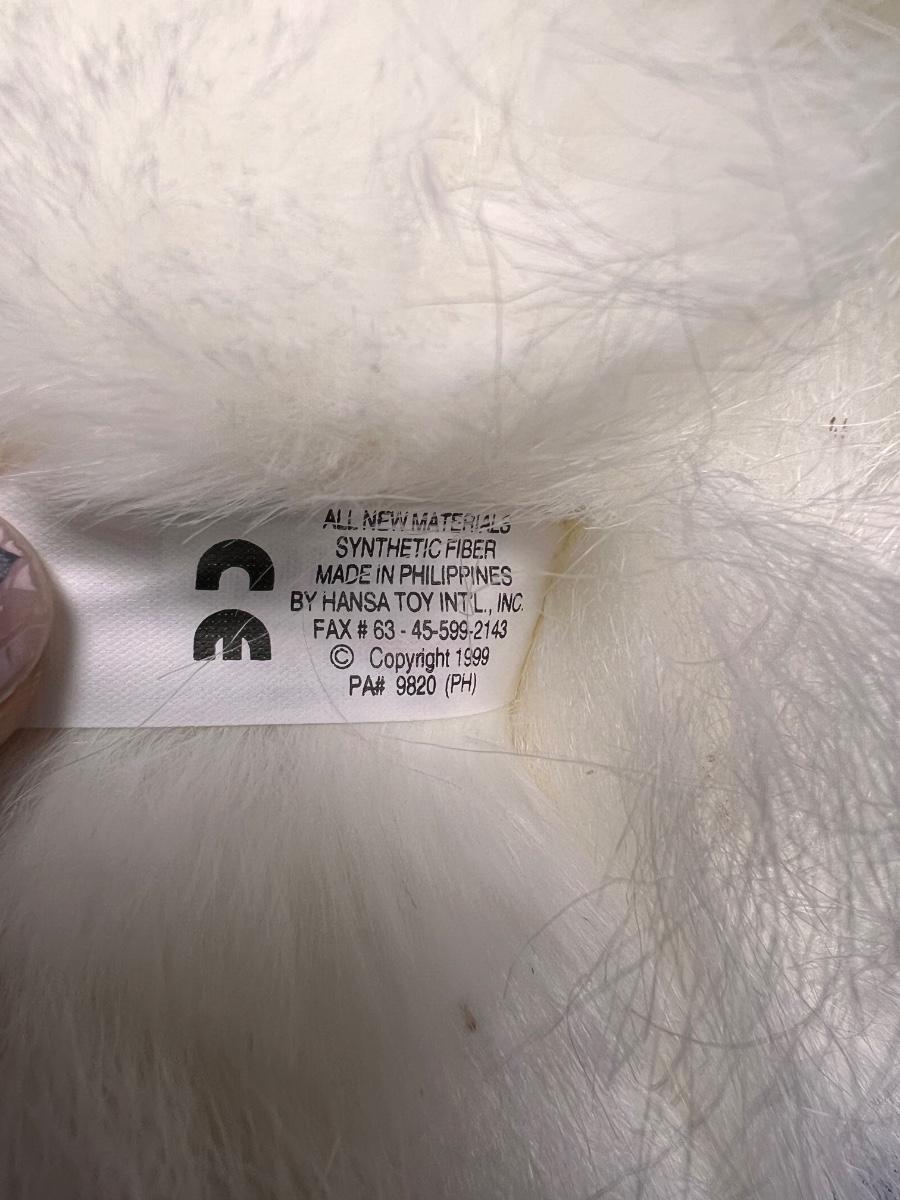 ALL NEW MATERIALS
SYNTHETIC FIBER
MADE IN PHILIPPINES
BY HANSA TOY INT'L., INC.
FAX # 63 - 45-599-2143
© Copyright 1999
PA# 9820 (PH)
CE